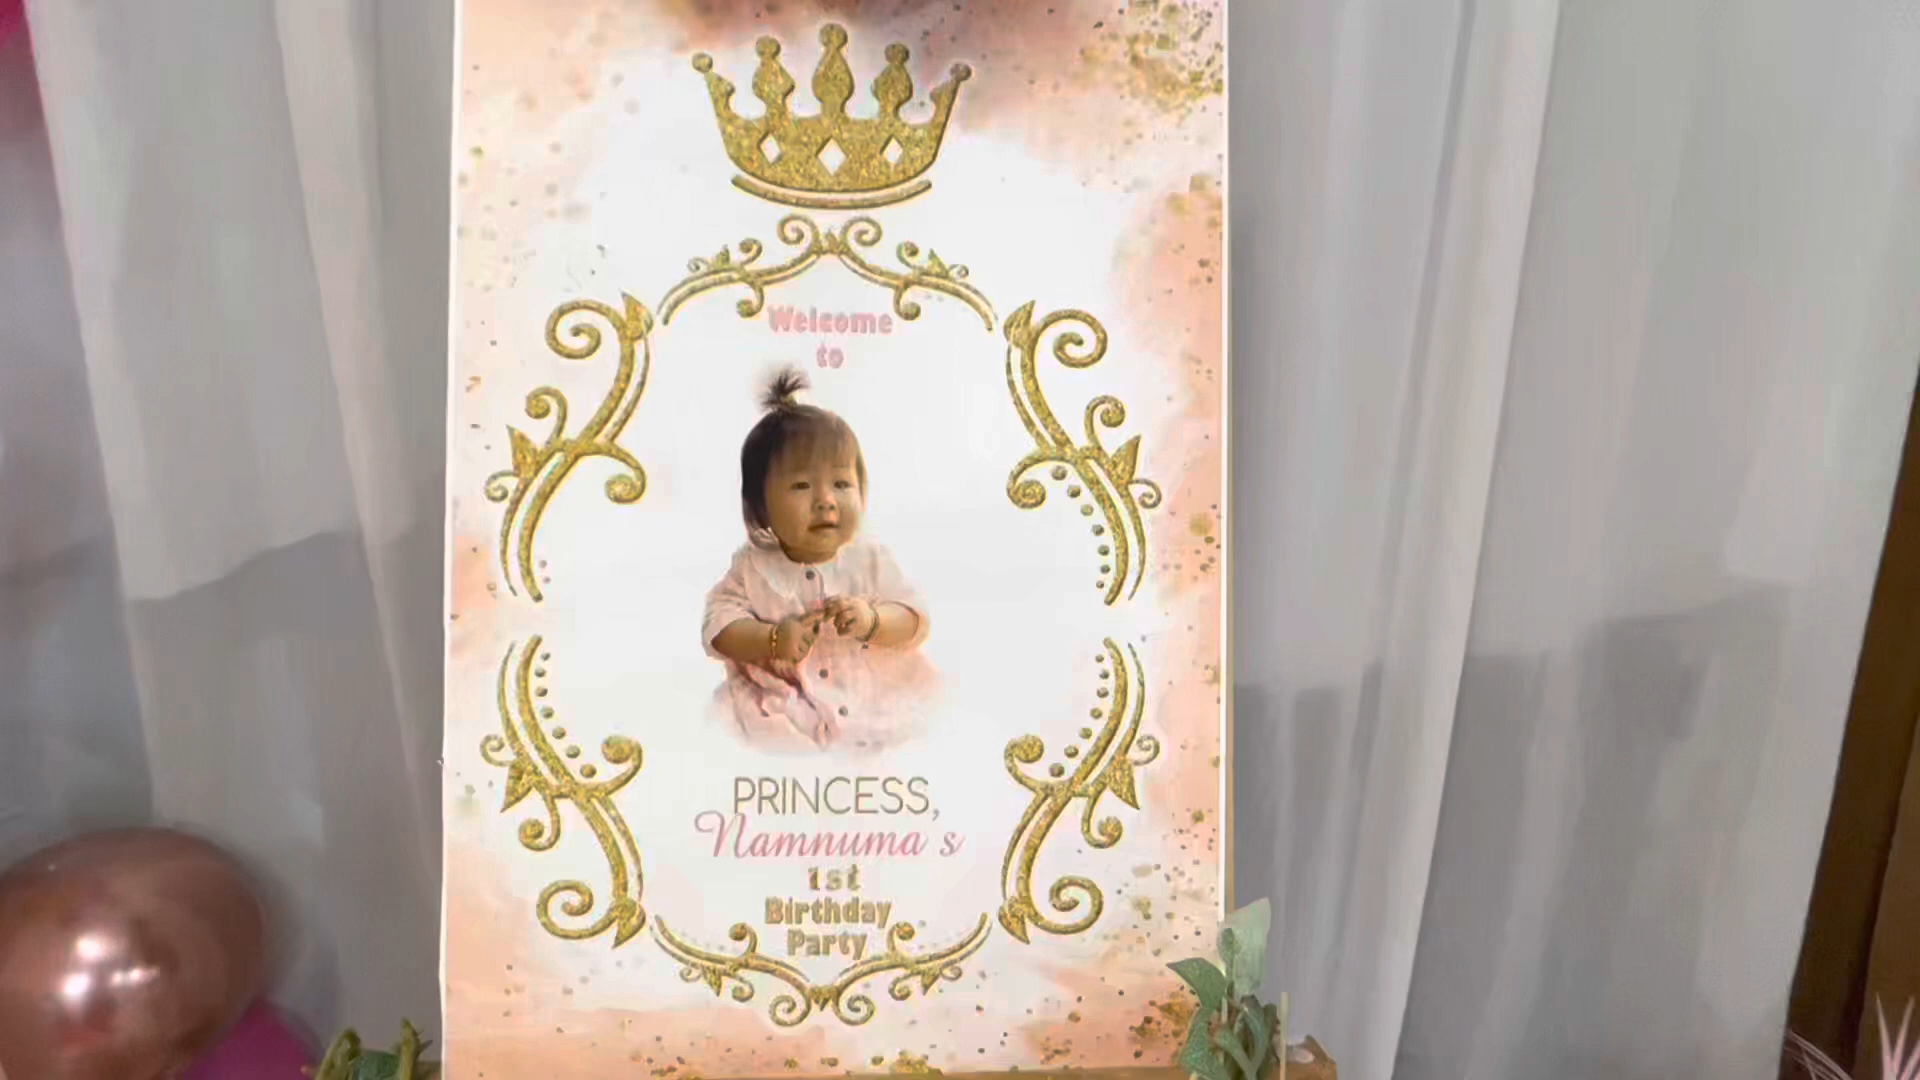 Welcome
to
PRINCESS,
Namnuma s
1st
Birthday
Party